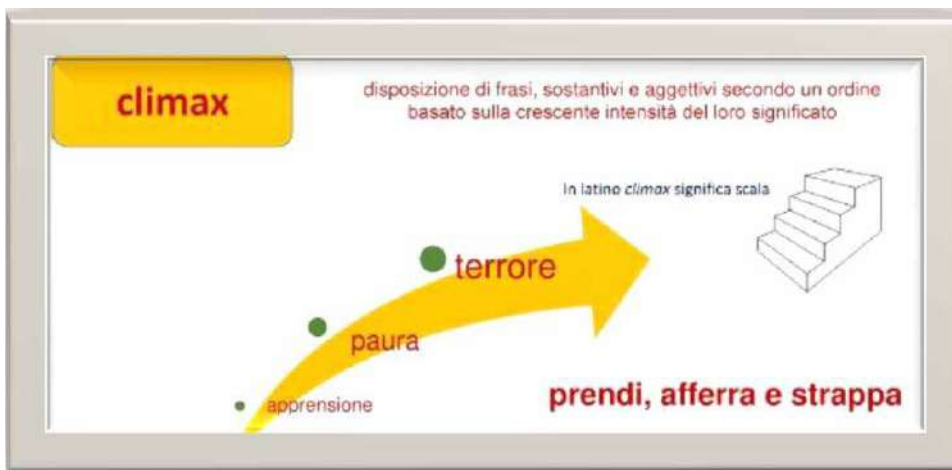 climax
disposizione di frasi, sostantivi e aggettivi secondo un ordine
basato sulla crescente intensità del loro significato
In latino climax significa scala
terrore
paura
apprensione
prendi, afferra e strappa